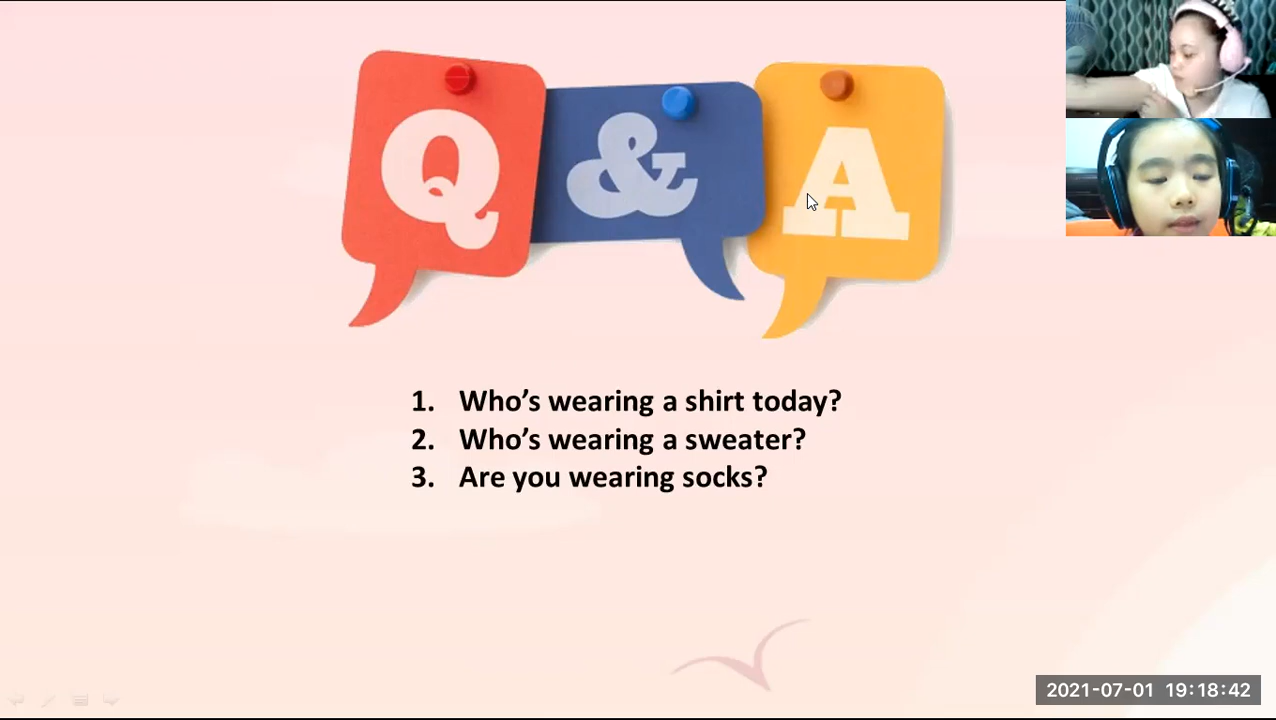 Q & A
1. Who’s wearing a shirt today?
2. Who’s wearing a sweater?
3. Are you wearing socks?
2021-07-01 19:18:42